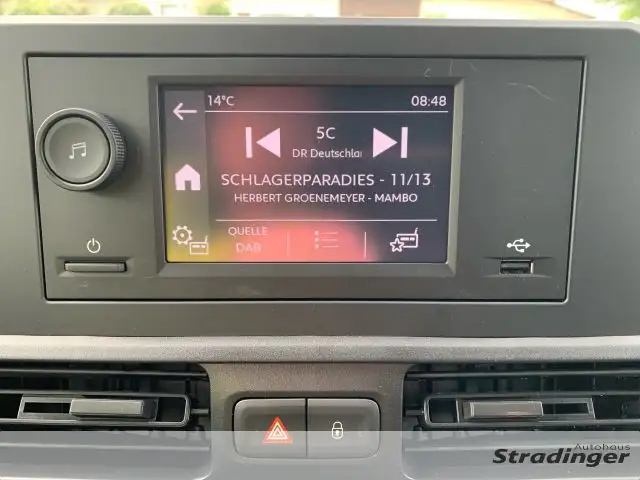 14°C 08:48
5C
DR Deutschla
SCHLAGERPARADIES - 11/13
HERBERT GROENEMEYER - MAMBO
QUELLE
DAB
Autohaus
Stradinger